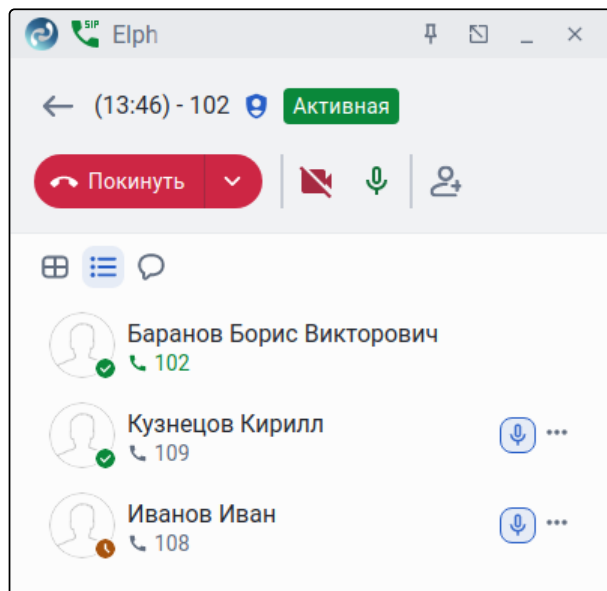 SIP Elph
(13:46) - 102 Активная
Покинуть
Баранов Борис Викторович
102
Кузнецов Кирилл
109
Иванов Иван
108